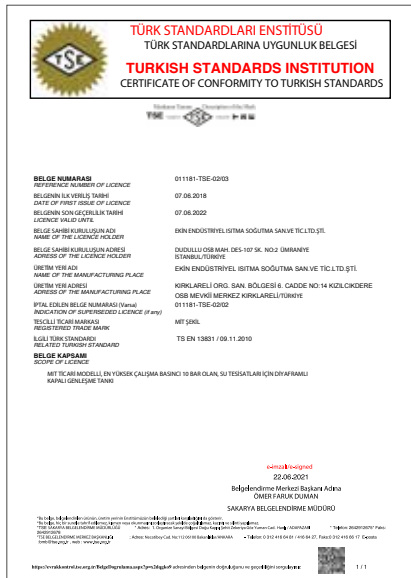 TSE
TÜRK STANDARDLARI ENSTİTÜSÜ
TÜRK STANDARDLARINA UYGUNLUK BELGESİ
TURKISH STANDARDS INSTITUTION
CERTIFICATE OF CONFORMITY TO TURKISH STANDARDS
TSE
BELGE NUMARASI 011181-TSE-02/03
REFERENCE NUMBER OF LICENCE
BELGENİN İLK VERİLİŞ TARİHİ 07.06.2018
DATE OF FIRST ISSUE OF LICENCE
BELGENİN SON GEÇERLİLİK TARİHİ 07.06.2022
LICENCE VALID UNTIL
BELGE SAHİBİ KURULUŞUN ADI EKİN ENDÜSTRİYEL ISITMA SOĞUTMA SAN.VE TİC.LTD.ŞTİ.
NAME OF THE LICENCE HOLDER
BELGE SAHİBİ KURULUŞUN ADRESİ DUDULLU OSB MAH. DES-107 SK. NO:2 ÜMRANİYE
ADRESS OF THE LICENCE HOLDER İSTANBUL/TÜRKİYE
ÜRETİM YERİ ADI EKİN ENDÜSTRİYEL ISITMA SOĞUTMA SAN.VE TİC.LTD.ŞTİ.
NAME OF THE MANUFACTURING PLACE
ÜRETİM YERİ ADRESİ KIRKLARELİ ORG. SAN. BÖLGESİ 6. CADDE NO:14 KIZILCIKDERE
ADRESS OF THE MANUFACTURING PLACE OSB MEVKİİ MERKEZ KIRKLARELİ/TÜRKİYE
İPTAL EDİLEN BELGE NUMARASI (Varsa) 011181-TSE-02/02
INDICATION OF SUPERSEDED LICENCE (if any)
TESCİLLİ TİCARİ MARKASI MİT ŞEKİL
REGISTERED TRADE MARK
İLGİLİ TÜRK STANDARDI TS EN 13831 / 09.11.2010
RELATED TURKISH STANDARD
BELGE KAPSAMI
SCOPE OF LICENCE
MIT TİCARİ MODELLİ, EN YÜKSEK ÇALIŞMA BASINCI 10 BAR OLAN, SU TESİSATLARI İÇİN DİYAFRAMLI
KAPALI GENLEŞME TANKI
e-imzalı/e-signed
22.06.2021
Belgelendirme Merkezi Başkanı Adına
ÖMER FARUK DUMAN
SAKARYA BELGELENDİRME MÜDÜRÜ
1 / 1